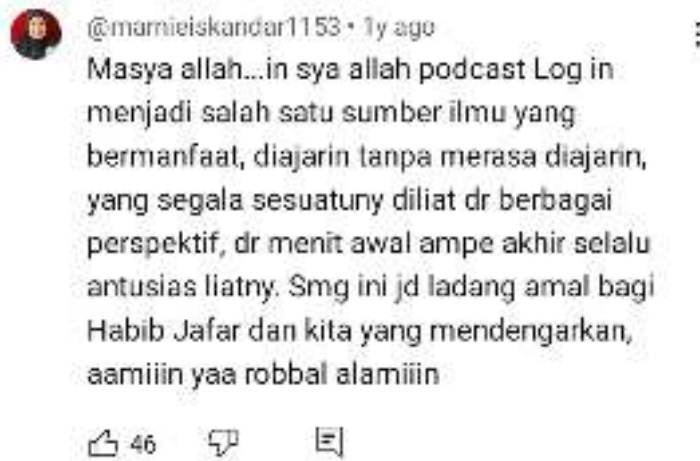 @marnieiskandar1153 • 1y ago
Masya allah...in sya allah podcast Log in
menjadi salah satu sumber ilmu yang
bermanfaat, diajarin tanpa merasa diajarin,
yang segala sesuatuny diliat dr berbagai
perspektif, dr menit awal ampe akhir selalu
antusias liatny. Smg ini jd ladang amal bagi
Habib Jafar dan kita yang mendengarkan,
aamiiin yaa robbal alamiiin
46